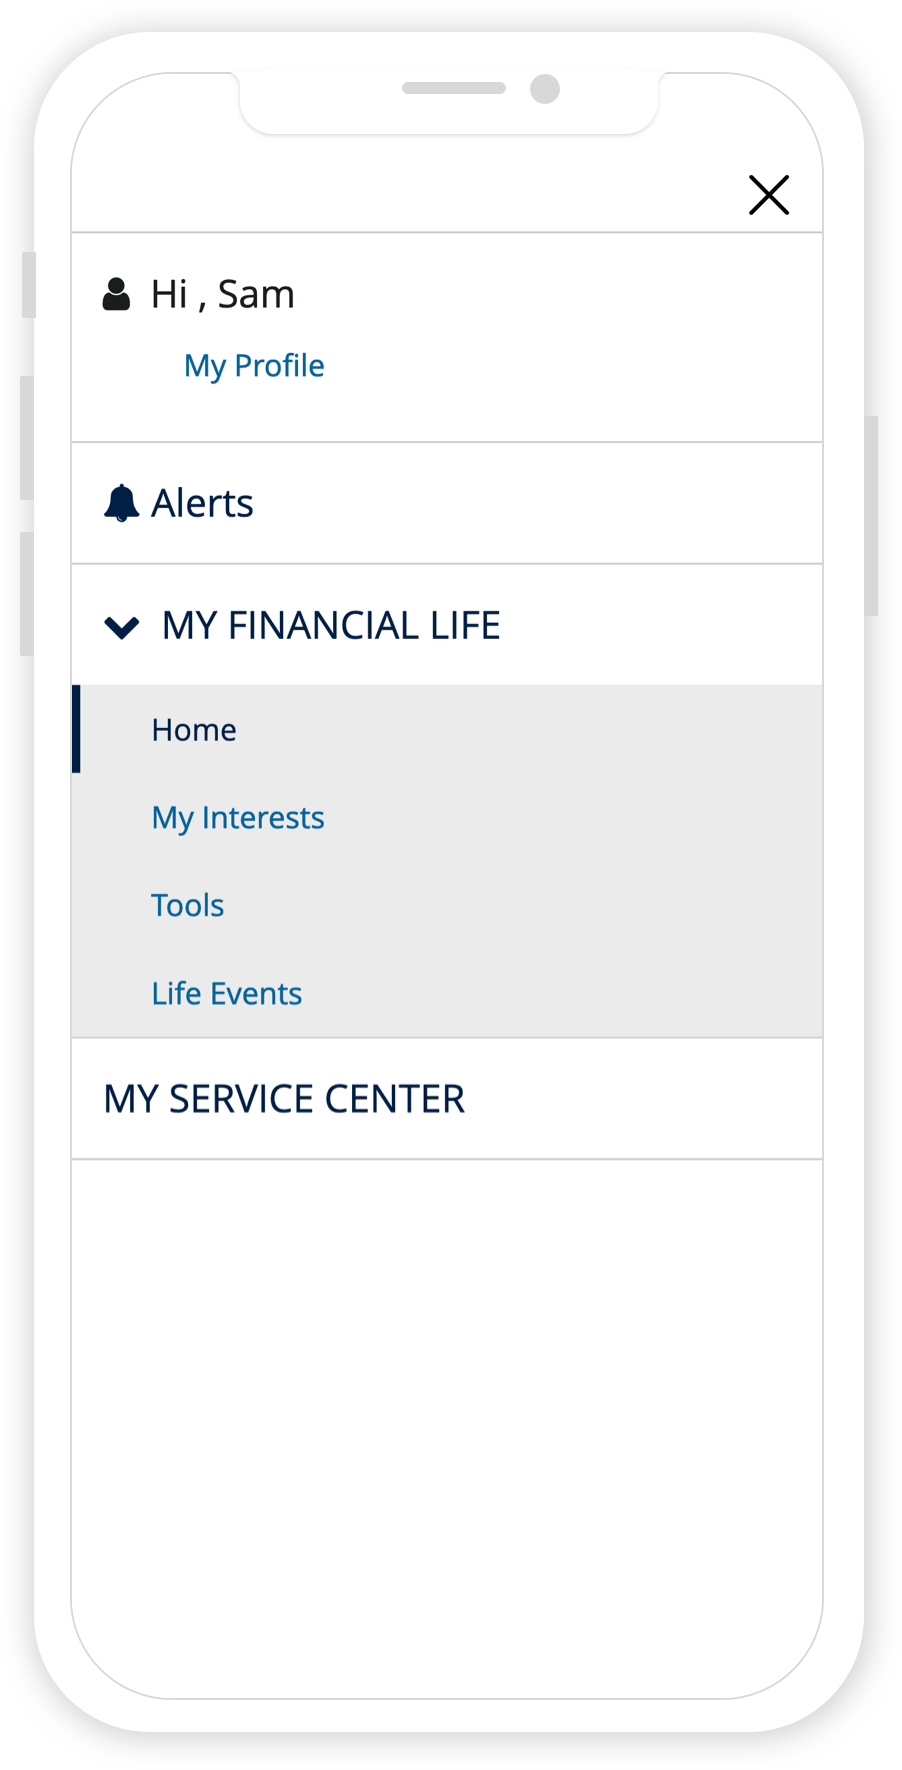 Hi , Sam
My Profile
Alerts
MY FINANCIAL LIFE
Home
My Interests
Tools
Life Events
MY SERVICE CENTER